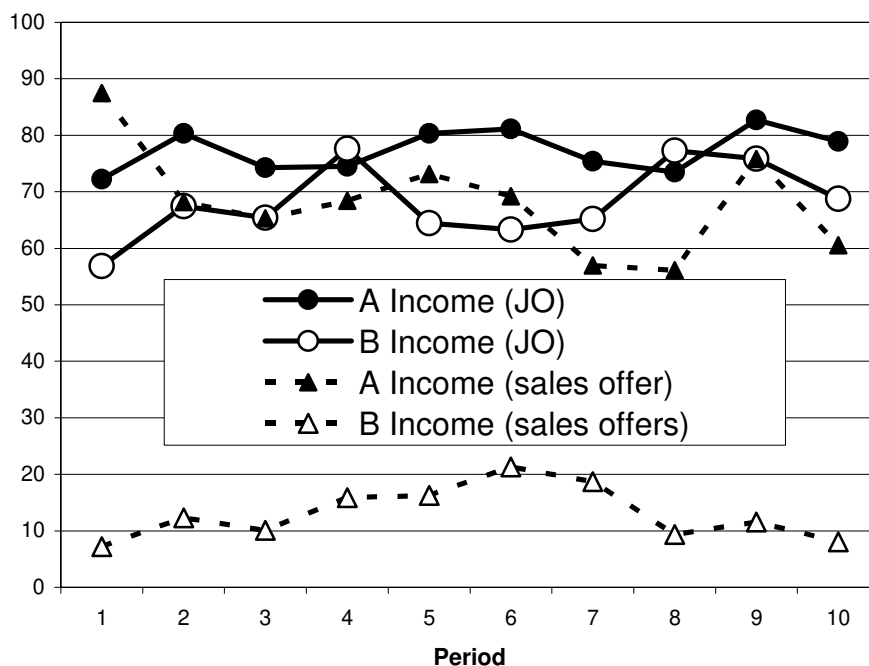 100
90
80
70
60
50
40
30
20
10
0
A Income (JO)
B Income (JO)
A Income (sales offer)
B Income (sales offers)
1 2 3 4 5 6 7 8 9 10
Period